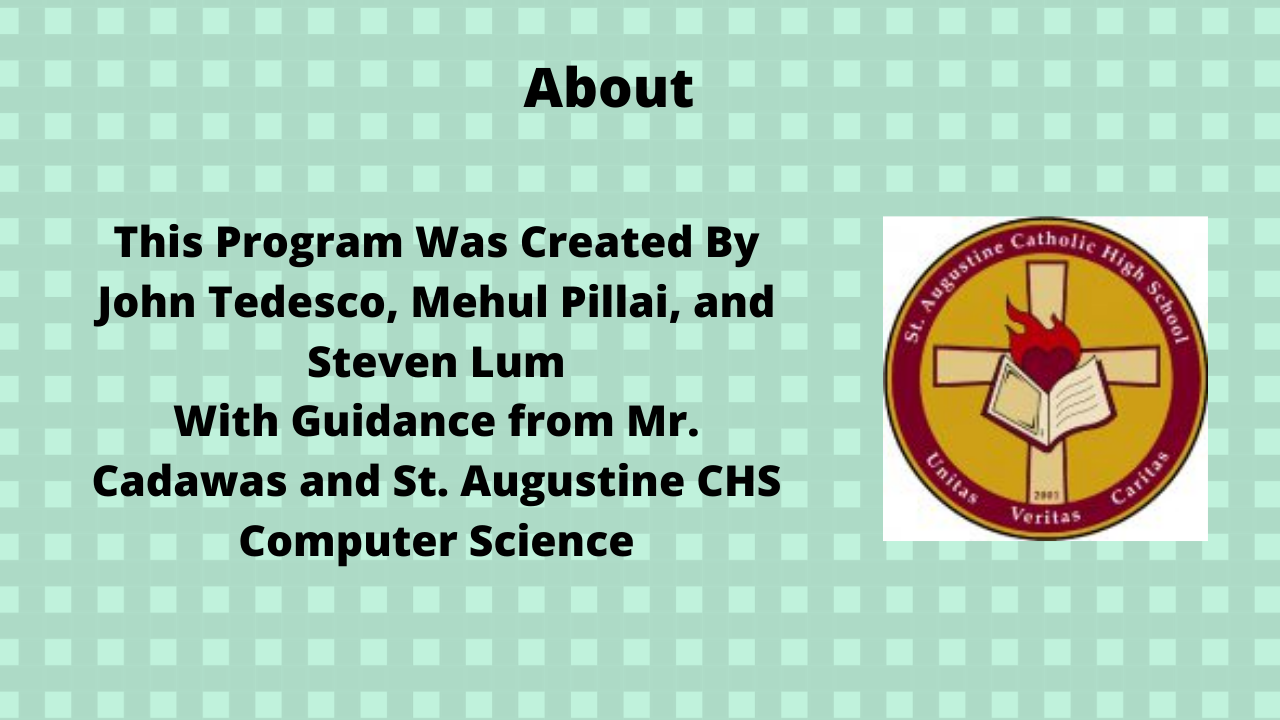 About
This Program Was Created By
John Tedesco, Mehul Pillai, and
Steven Lum
With Guidance from Mr.
Cadawas and St. Augustine CHS
Computer Science
St. Augustine Catholic High School
2001
Unitas Veritas Caritas